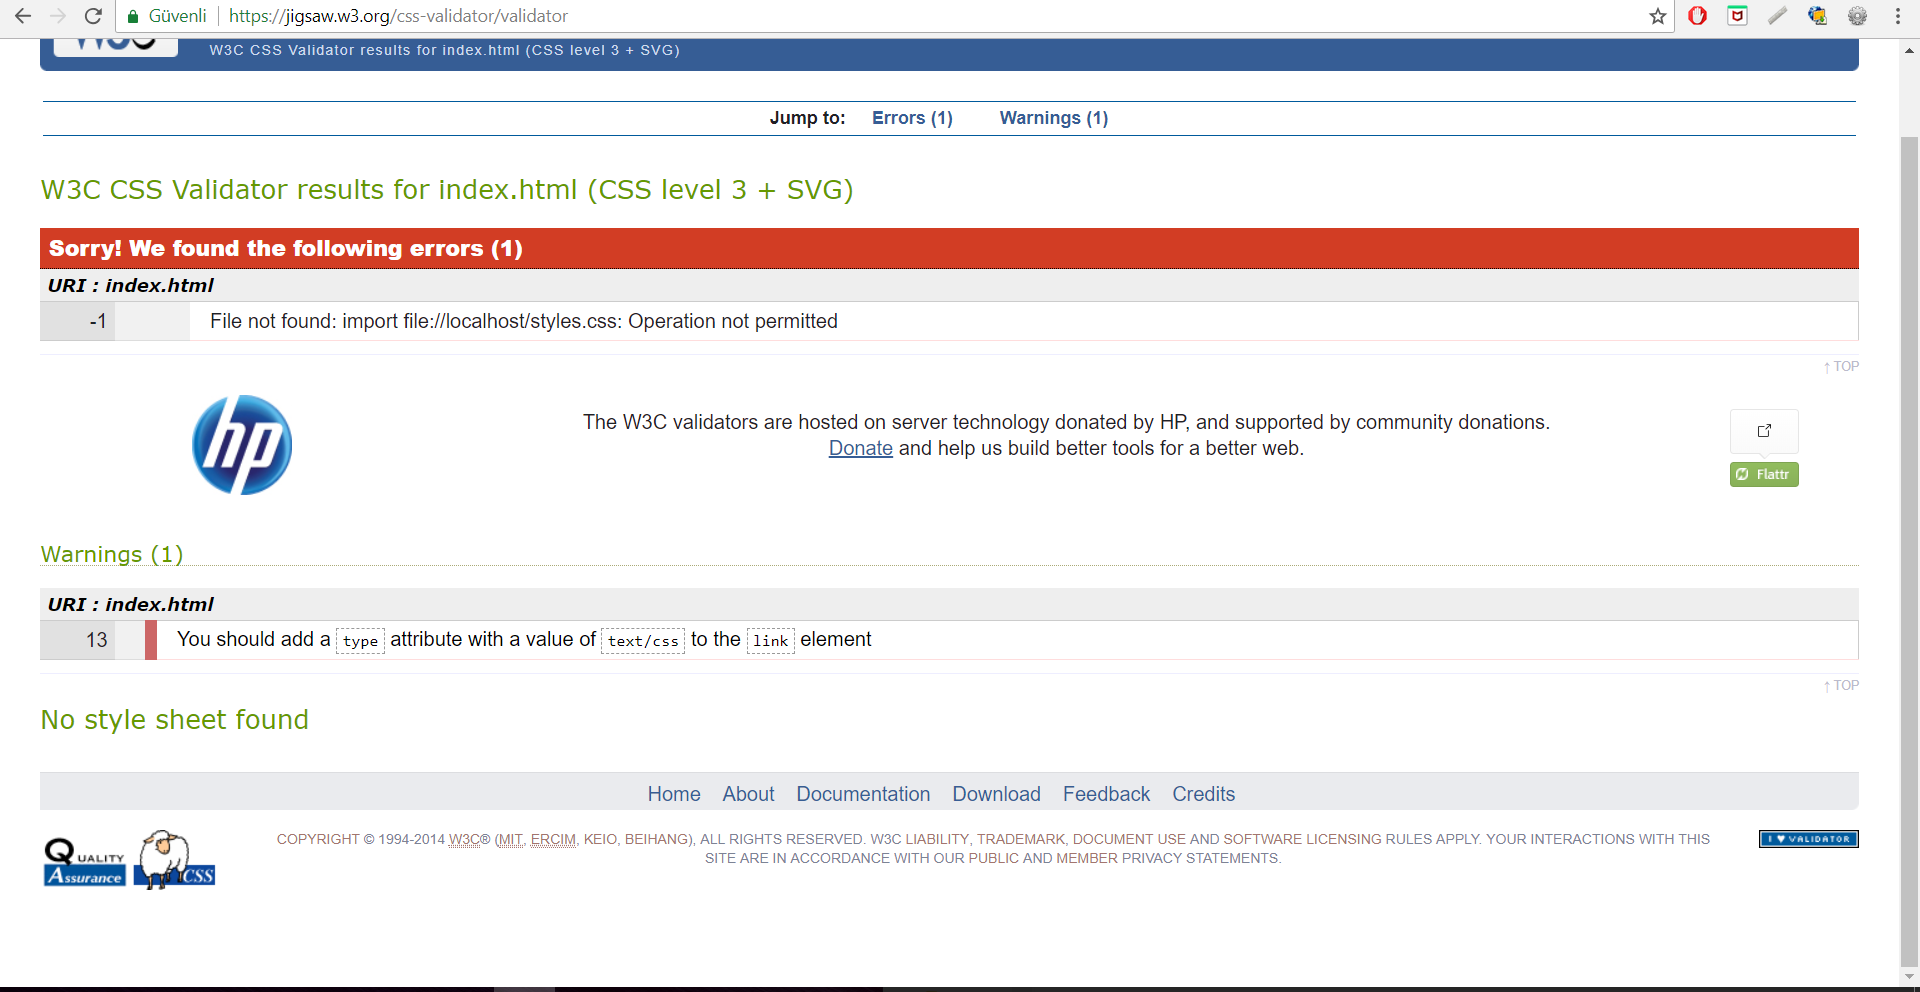 Güvenli https://jigsaw.w3.org/css-validator/validator
W3C CSS Validator results for index.html (CSS level 3 + SVG)
Jump to: Errors (1) Warnings (1)
W3C CSS Validator results for index.html (CSS level 3 + SVG)
Sorry! We found the following errors (1)
URI : index.html
-1 File not found: import file://localhost/styles.css: Operation not permitted
↑ TOP
hp
The W3C validators are hosted on server technology donated by HP, and supported by community donations.
Donate and help us build better tools for a better web.
Flattr
Warnings (1)
URI : index.html
13 You should add a type attribute with a value of text/css to the link element
↑ TOP
No style sheet found
Home About Documentation Download Feedback Credits
Quality
Assurance
CSS
COPYRIGHT © 1994-2014 W3C® (MIT, ERCIM, KEIO, BEIHANG), ALL RIGHTS RESERVED. W3C LIABILITY, TRADEMARK, DOCUMENT USE AND SOFTWARE LICENSING RULES APPLY. YOUR INTERACTIONS WITH THIS
SITE ARE IN ACCORDANCE WITH OUR PUBLIC AND MEMBER PRIVACY STATEMENTS.
I ♥ VALIDATOR